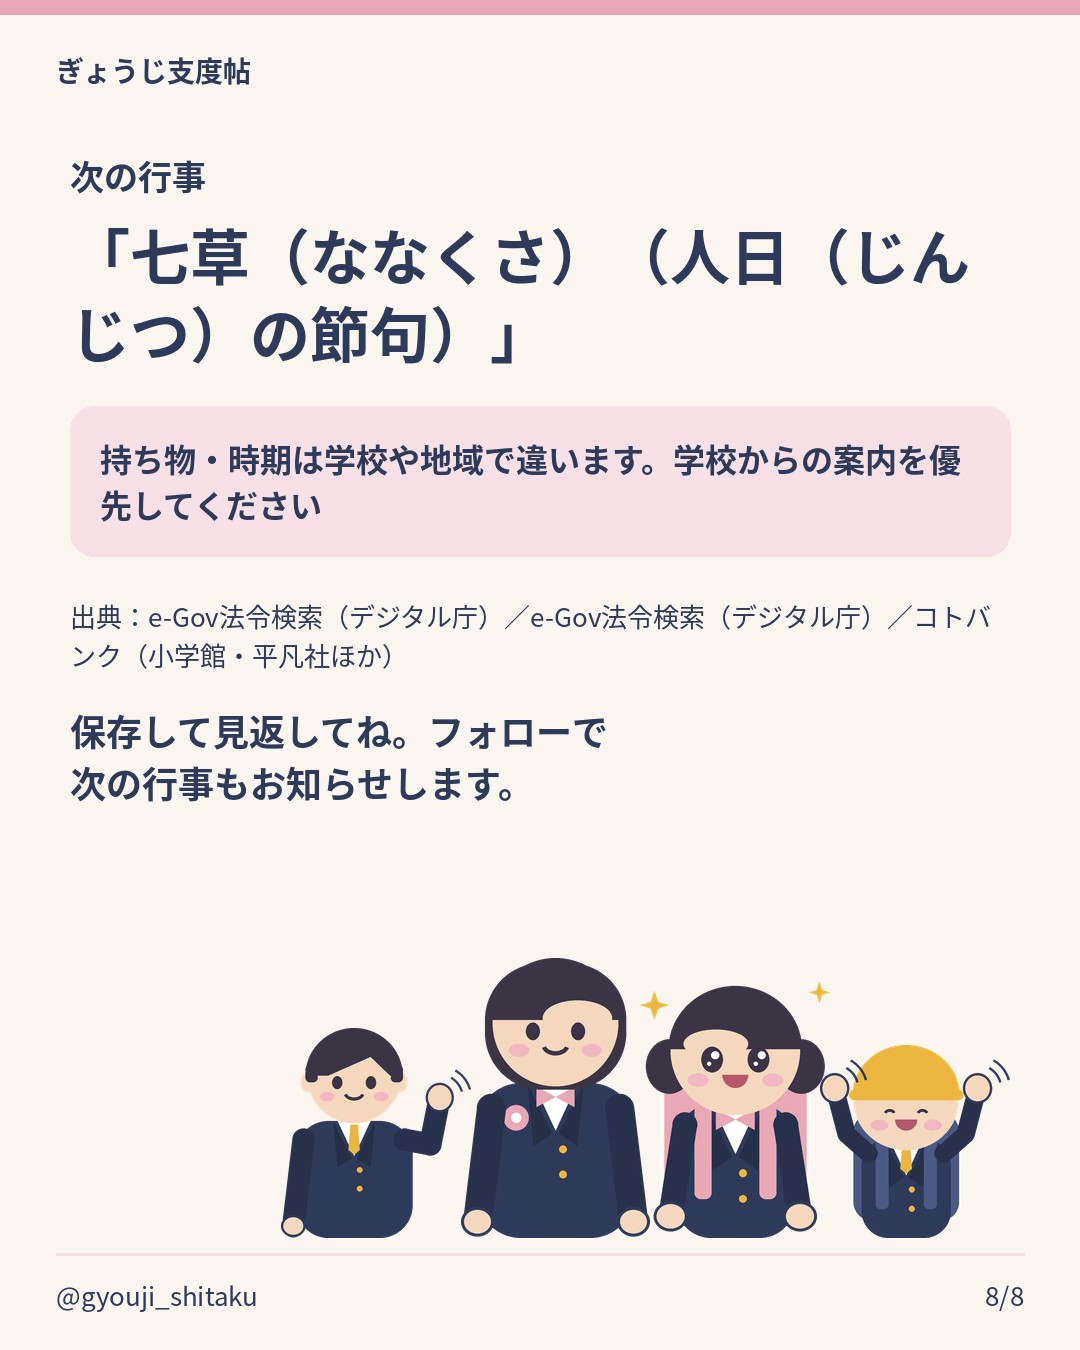 ぎょうじ支度帖
次の行事
「七草（ななくさ）（人日（じん
じつ）の節句）」
持ち物・時期は学校や地域で違います。学校からの案内を優
先してください
出典：e-Gov法令検索（デジタル庁）／e-Gov法令検索（デジタル庁）／コトバ
ンク（小学館・平凡社ほか）
保存して見返してね。フォローで
次の行事もお知らせします。
@gyouji_shitaku
8/8